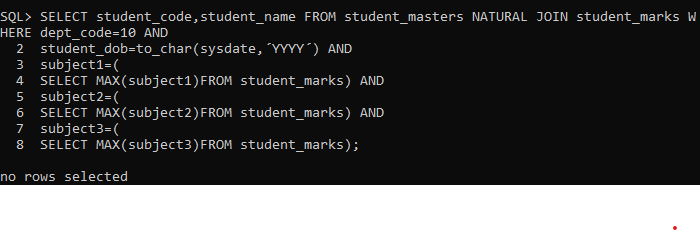 SQL> SELECT student_code,student_name FROM student_masters NATURAL JOIN student_marks W
HERE dept_code=10 AND
  2  student_dob=to_char(sysdate,´YYYY´) AND
  3  subject1=(
  4  SELECT MAX(subject1)FROM student_marks) AND
  5  subject2=(
  6  SELECT MAX(subject2)FROM student_marks) AND
  7  subject3=(
  8  SELECT MAX(subject3)FROM student_marks);
no rows selected